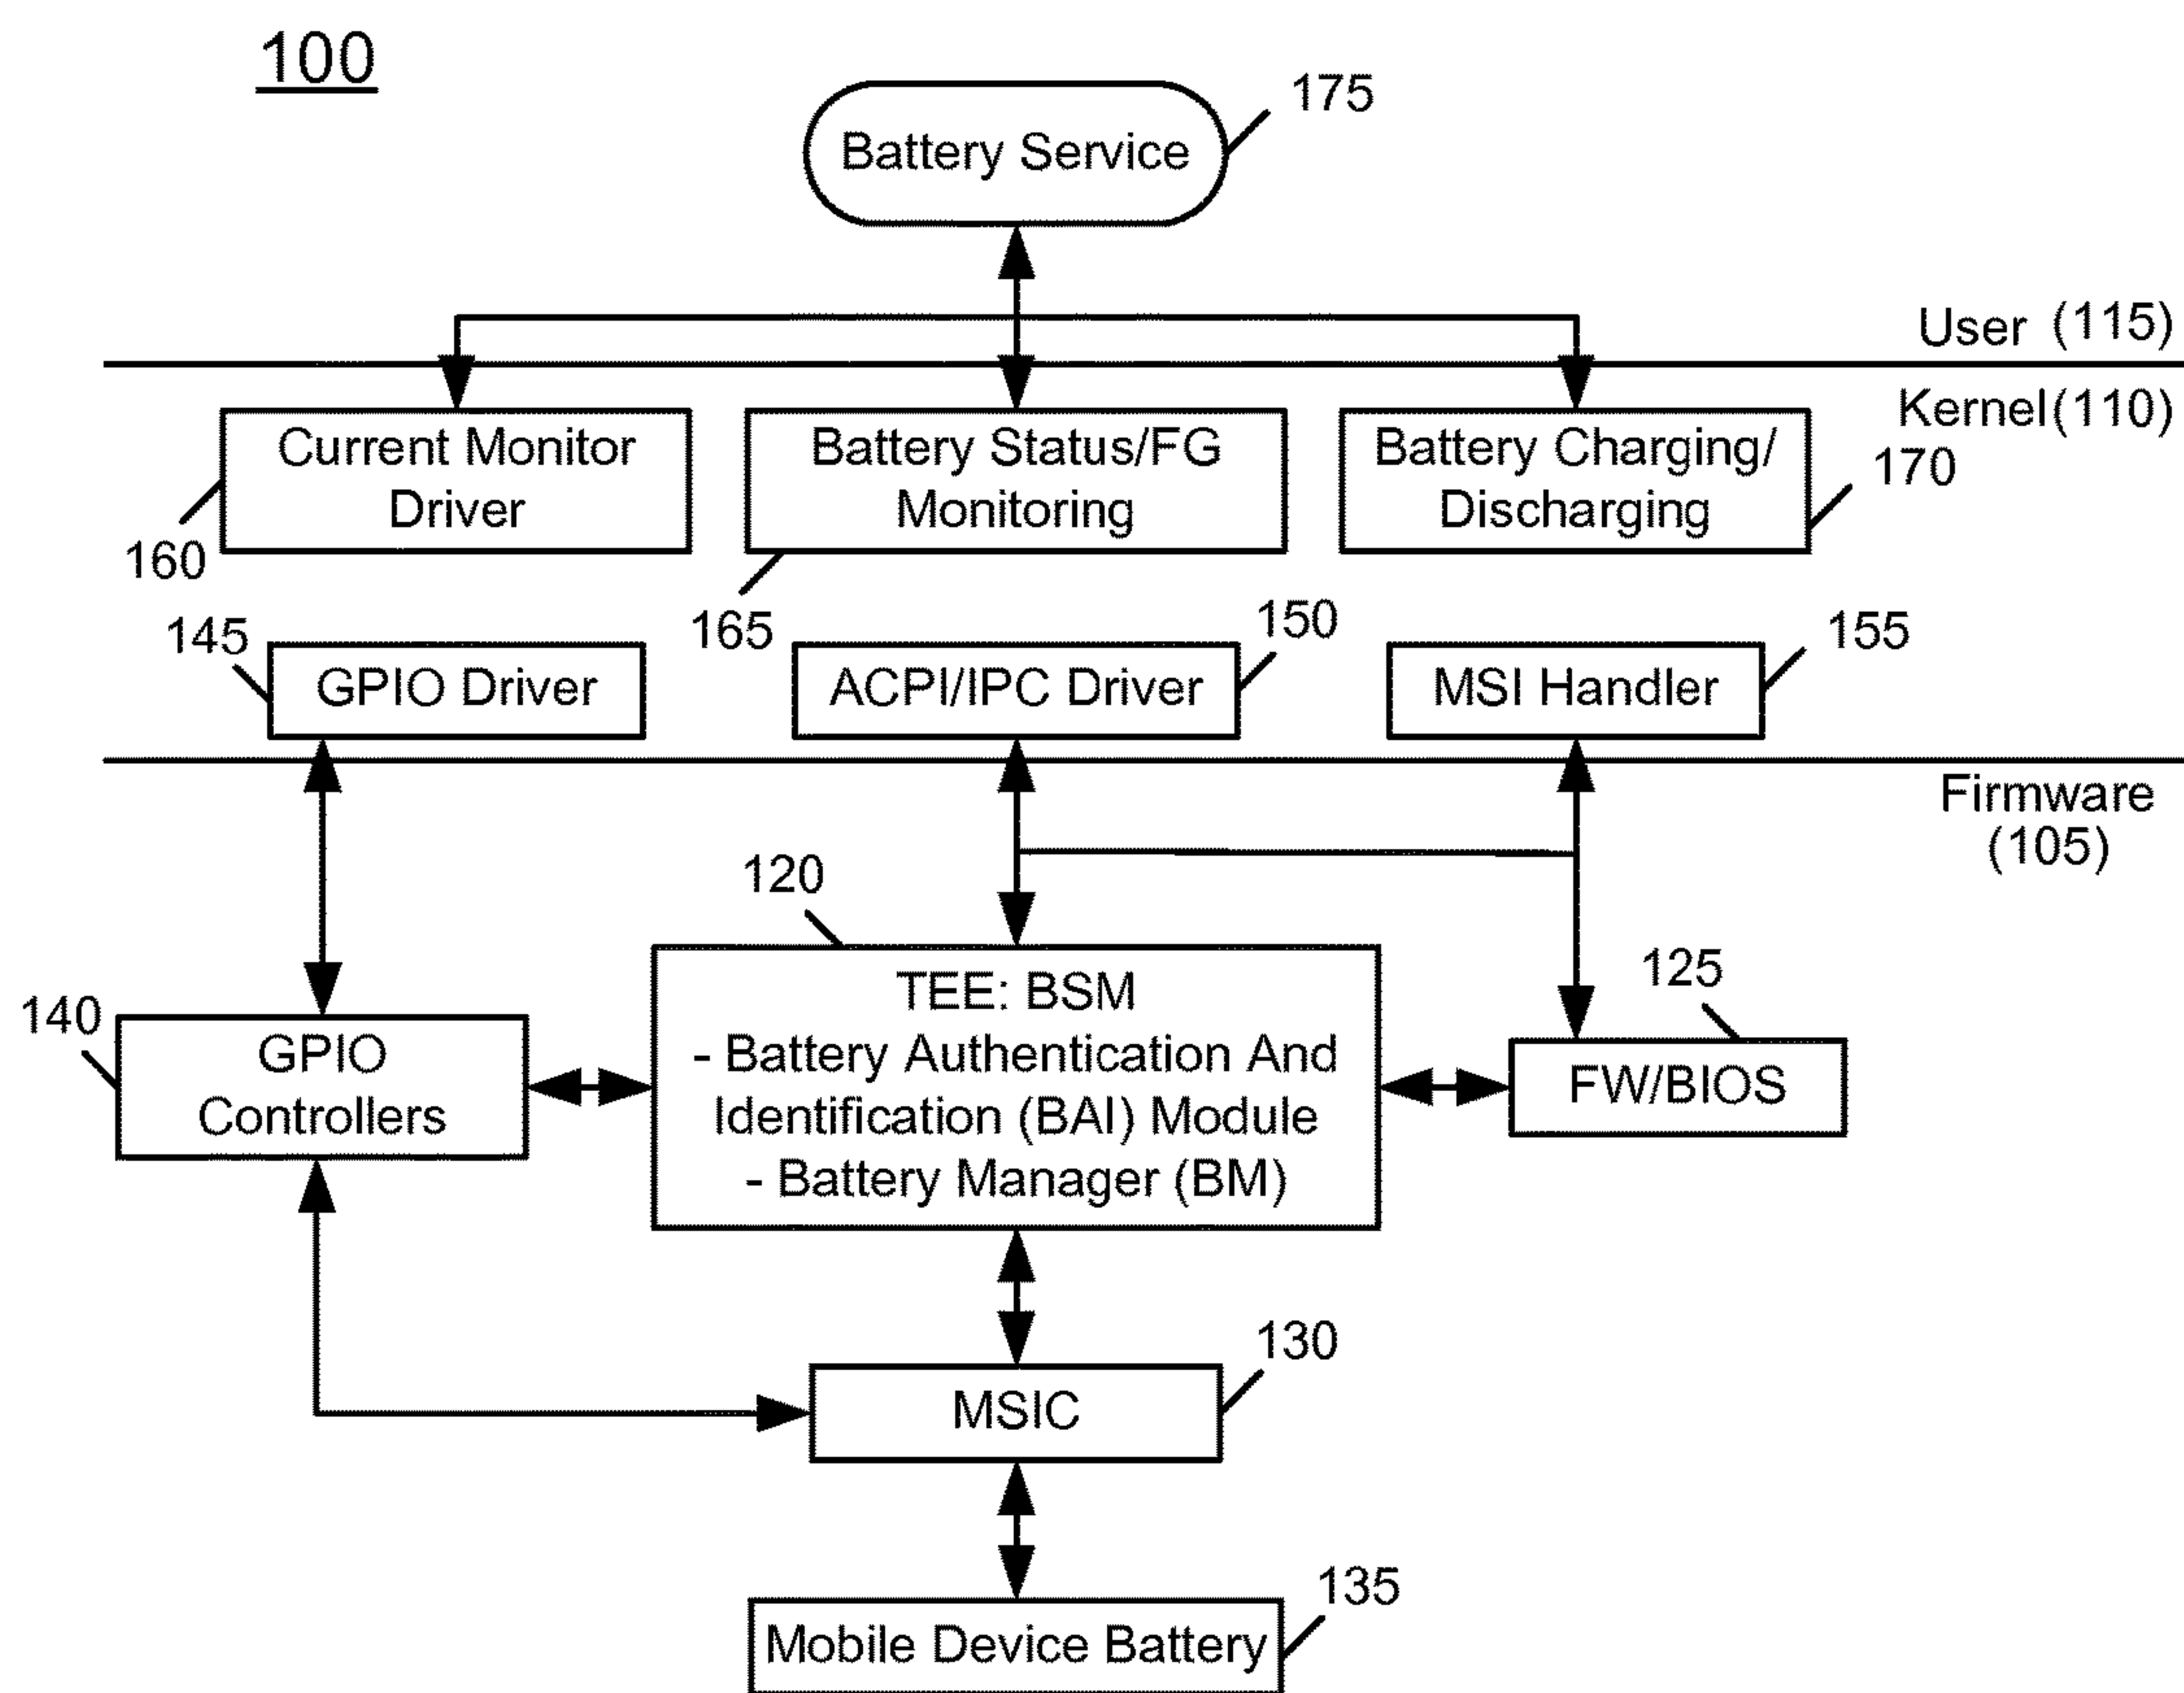 100
175
Battery Service
User (115)
Kernel (110)
Current Monitor
Driver
160
Battery Status/FG
Monitoring
165
Battery Charging/
Discharging
170
145
GPIO Driver
150
ACPI/IPC Driver
155
MSI Handler
Firmware
(105)
120
TEE: BSM
- Battery Authentication And
Identification (BAI) Module
- Battery Manager (BM)
140
GPIO
Controllers
125
FW/BIOS
130
MSIC
135
Mobile Device Battery